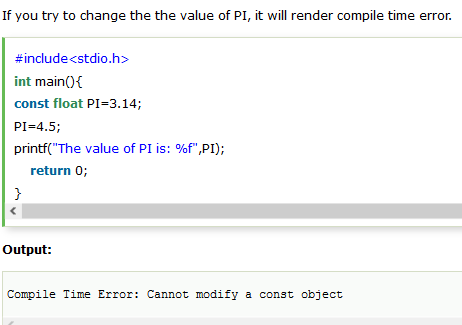 If you try to change the the value of PI, it will render compile time error.
#include<stdio.h>
int main(){
const float PI=3.14;
PI=4.5;
printf("The value of PI is: %f",PI);
return 0;
}
Output:
Compile Time Error: Cannot modify a const object